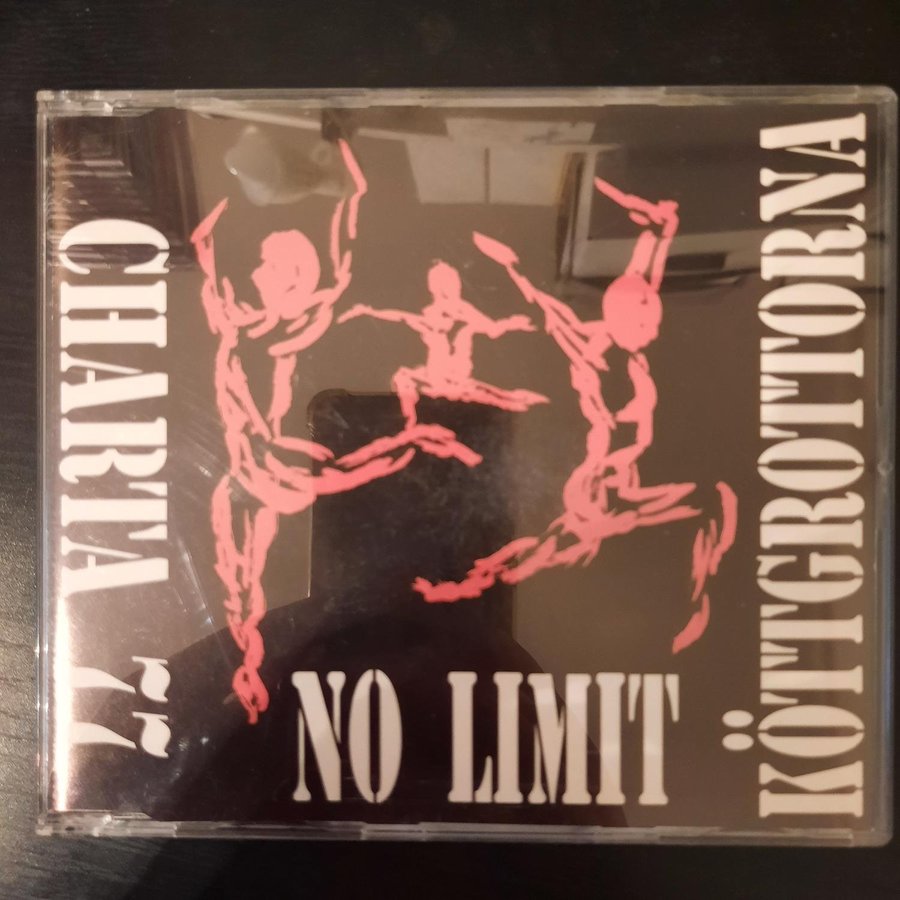 CHARTA 77
NO LIMIT
KÖTTGROTTORNA